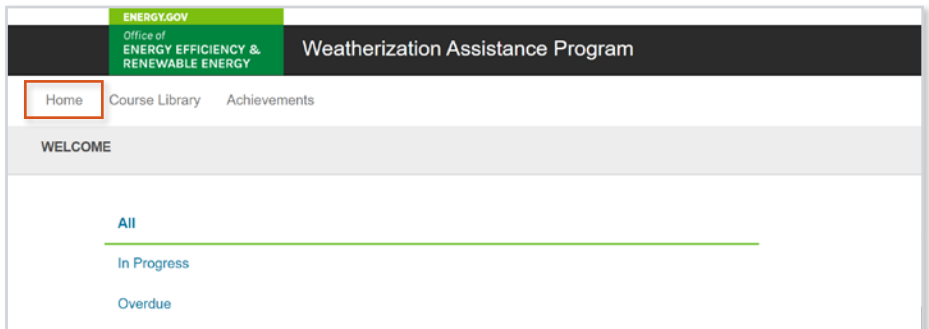 ENERGY.GOV
Office of
ENERGY EFFICIENCY &
RENEWABLE ENERGY
Weatherization Assistance Program
Home Course Library Achievements
WELCOME
All
In Progress
Overdue